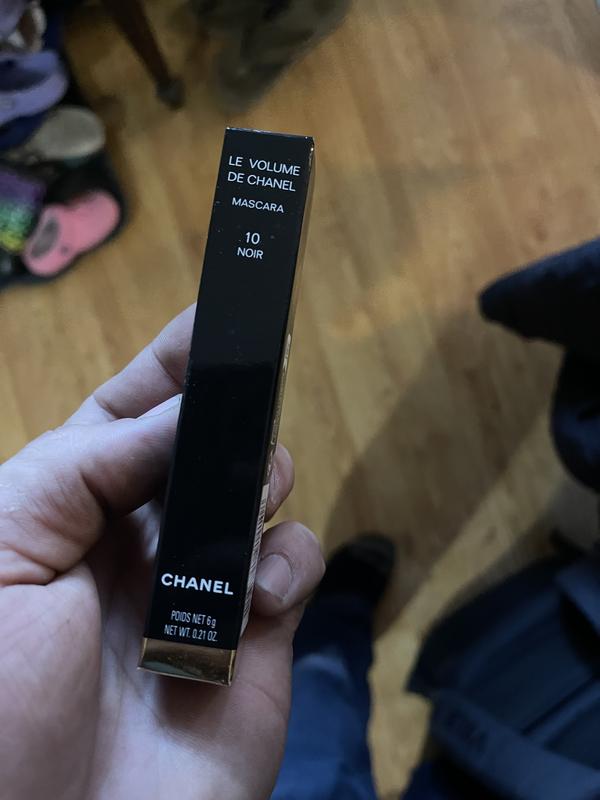 LE VOLUME
DE CHANEL
MASCARA
10
NOIR
CHANEL
POIDS NET 6g
NET WT. 0.21 OZ.